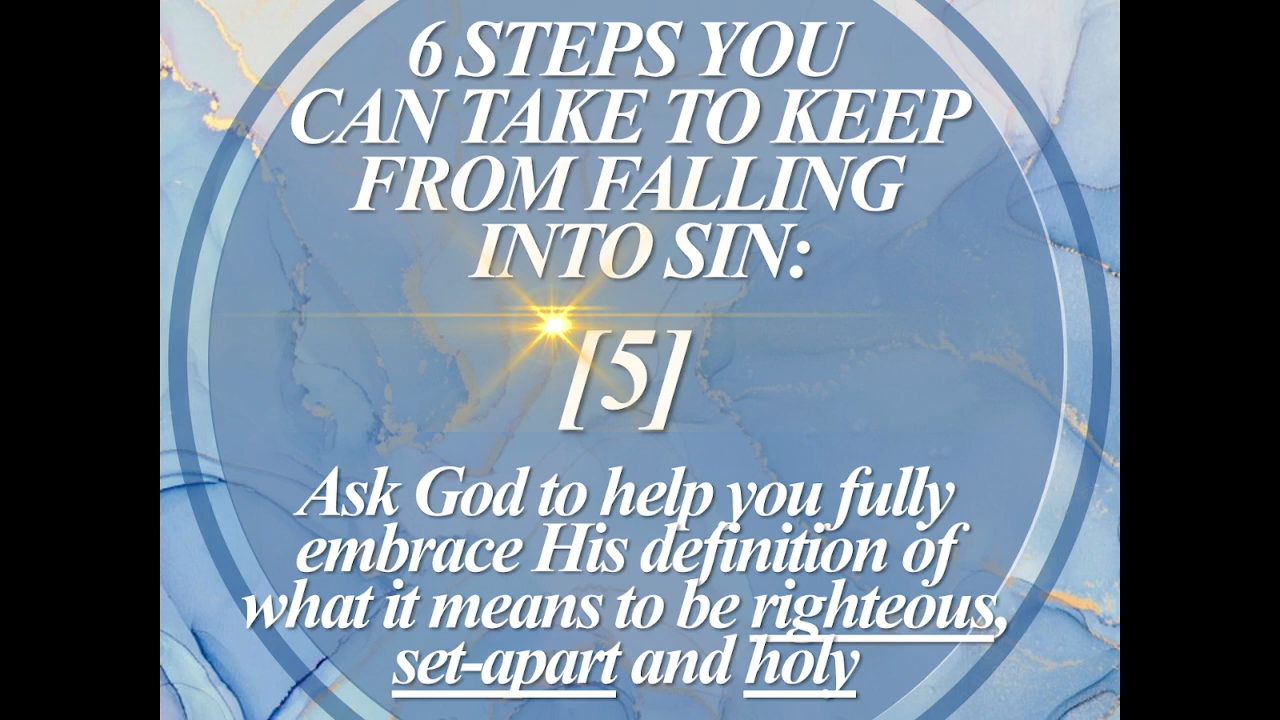 6 STEPS YOU
CAN TAKE TO KEEP
FROM FALLING
INTO SIN:
[5]
Ask God to help you fully
embrace His definition of
what it means to be righteous,
set-apart and holy